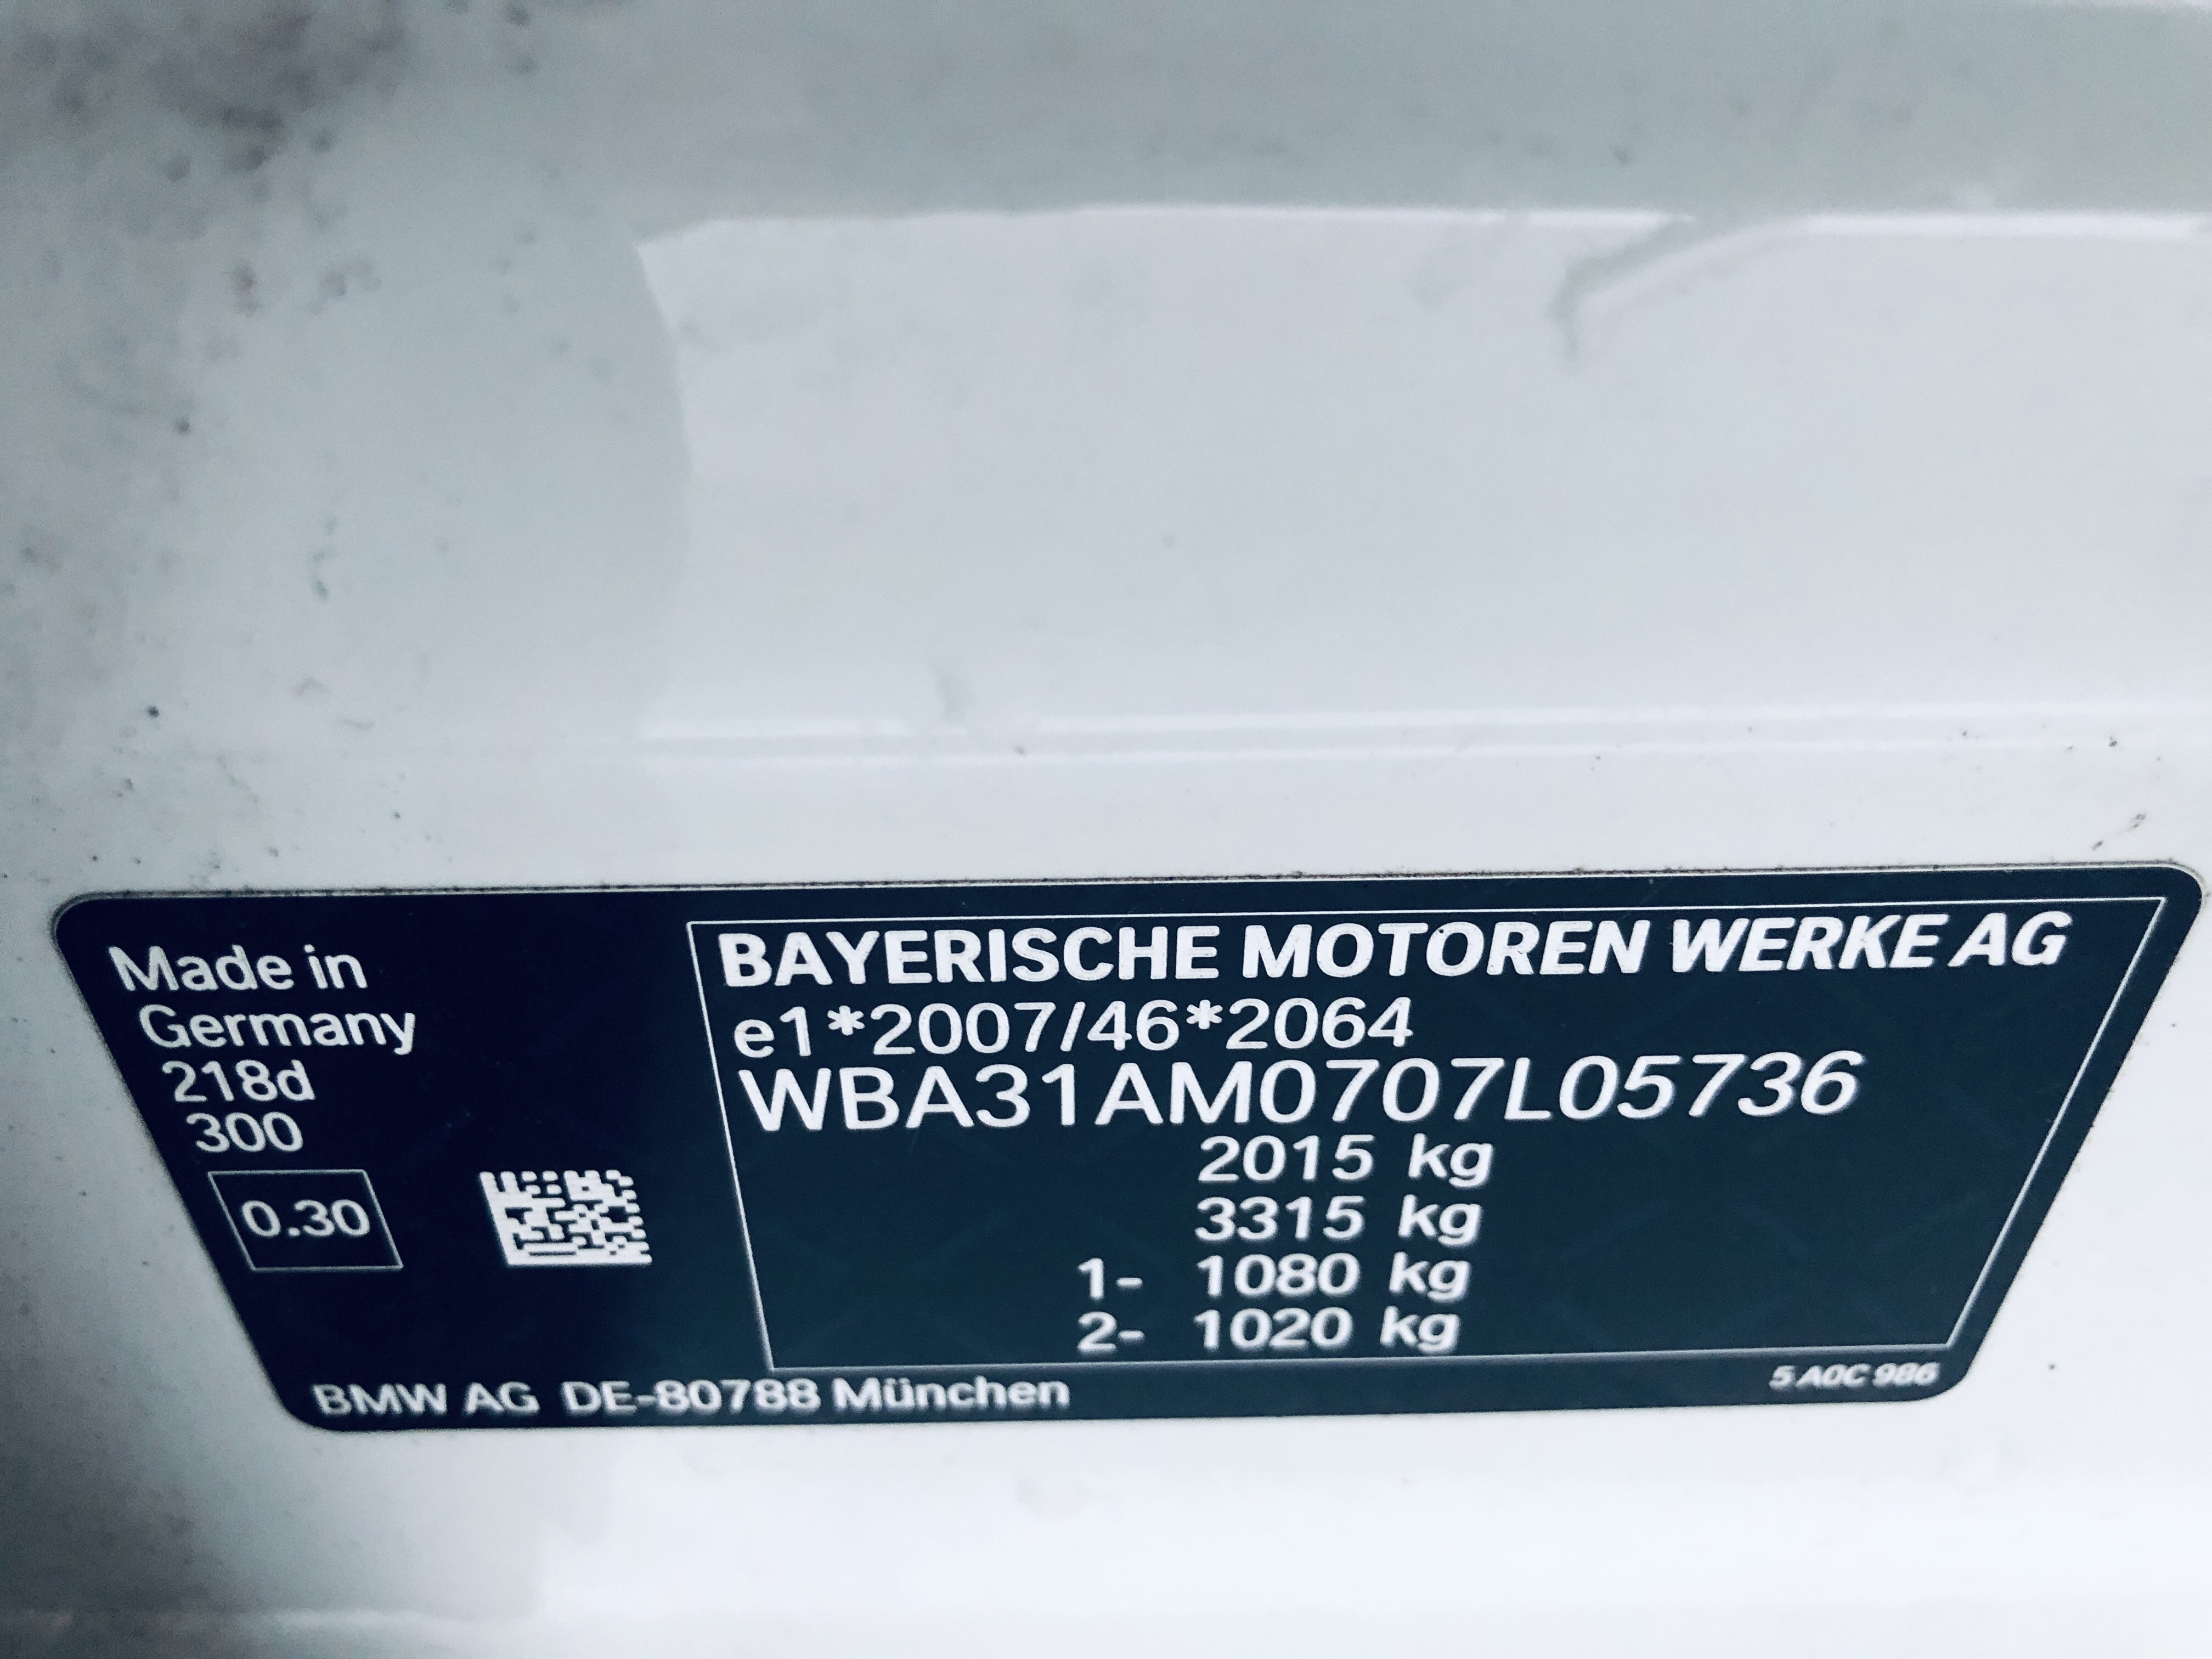 Made in
Germany
218d
300
0.30
BAYERISCHE MOTOREN WERKE AG
e1*2007/46*2064
WBA31AM0707L05736
2015 kg
3315 kg
1- 1080 kg
2- 1020 kg
BMW AG DE-80788 München
5 A0C 986